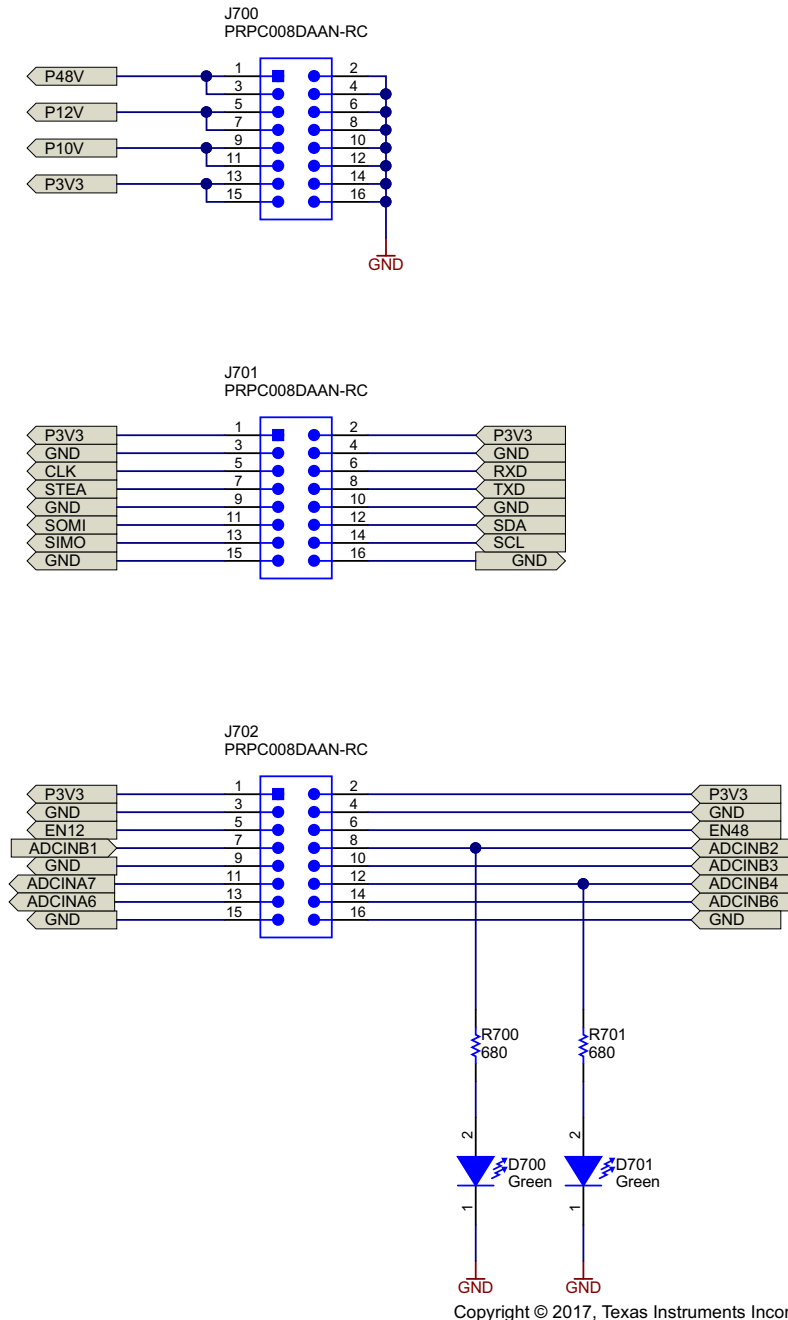 J700
PRPC008DAAN-RC
P48V 1 2
3 4
P12V 5 6
7 8
P10V 9 10
11 12
P3V3 13 14
15 16
GND
J701
PRPC008DAAN-RC
P3V3 1 2 P3V3
GND 3 4 GND
CLK 5 6 RXD
STEA 7 8 TXD
GND 9 10 GND
SOMI 11 12 SDA
SIMO 13 14 SCL
GND 15 16 GND
J702
PRPC008DAAN-RC
P3V3 1 2 P3V3
GND 3 4 GND
EN12 5 6 EN48
ADCINB1 7 8 ADCINB2
GND 9 10 ADCINB3
ADCINA7 11 12 ADCINB4
ADCINA6 13 14 ADCINB6
GND 15 16 GND
R700 R701
680 680
2 2
D700 D701
Green Green
1 1
GND GND
Copyright © 2017, Texas Instruments Incor